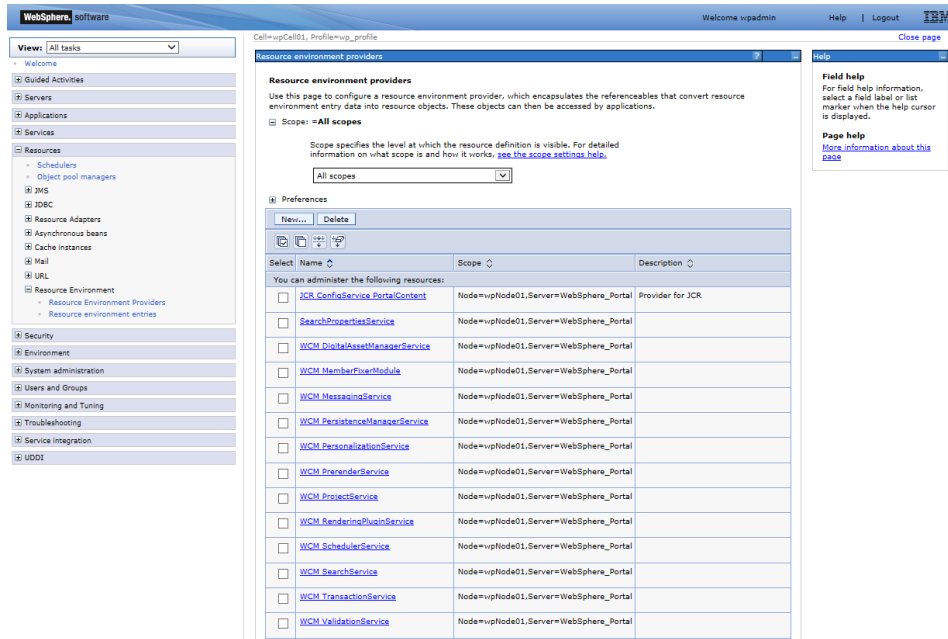 WebSphere. software
Welcome wpadmin
Help | Logout
IBM
View: All tasks
Welcome
Guided Activities
Servers
Applications
Services
Resources
Schedulers
Object pool managers
JMS
JDBC
Resource Adapters
Asynchronous beans
Cache instances
Mail
URL
Resource Environment
Resource Environment Providers
Resource environment entries
Security
Environment
System administration
Users and Groups
Monitoring and Tuning
Troubleshooting
Service integration
UDDI
Cell=wpCell01, Profile=wp_profile
Close page
Resource environment providers
?
Resource environment providers
Use this page to configure a resource environment provider, which encapsulates the referenceables that convert resource
environment entry data into resource objects. These objects can then be accessed by applications.
Scope: =All scopes
Scope specifies the level at which the resource definition is visible. For detailed
information on what scope is and how it works, see the scope settings help.
All scopes
Preferences
New... Delete
Select Name Scope Description
You can administer the following resources:
JCR ConfigService PortalContent Node=wpNode01,Server=WebSphere_Portal Provider for JCR
SearchPropertiesService Node=wpNode01,Server=WebSphere_Portal
WCM DigitalAssetManagerService Node=wpNode01,Server=WebSphere_Portal
WCM MemberFixerModule Node=wpNode01,Server=WebSphere_Portal
WCM MessagingService Node=wpNode01,Server=WebSphere_Portal
WCM PersistenceManagerService Node=wpNode01,Server=WebSphere_Portal
WCM PersonalizationService Node=wpNode01,Server=WebSphere_Portal
WCM PrerenderService Node=wpNode01,Server=WebSphere_Portal
WCM ProjectService Node=wpNode01,Server=WebSphere_Portal
WCM RenderingPluginService Node=wpNode01,Server=WebSphere_Portal
WCM SchedulerService Node=wpNode01,Server=WebSphere_Portal
WCM SearchService Node=wpNode01,Server=WebSphere_Portal
WCM TransactionService Node=wpNode01,Server=WebSphere_Portal
WCM ValidationService Node=wpNode01,Server=WebSphere_Portal
Help
Field help
For field help information,
select a field label or list
marker when the help cursor
is displayed.
Page help
More information about this
page